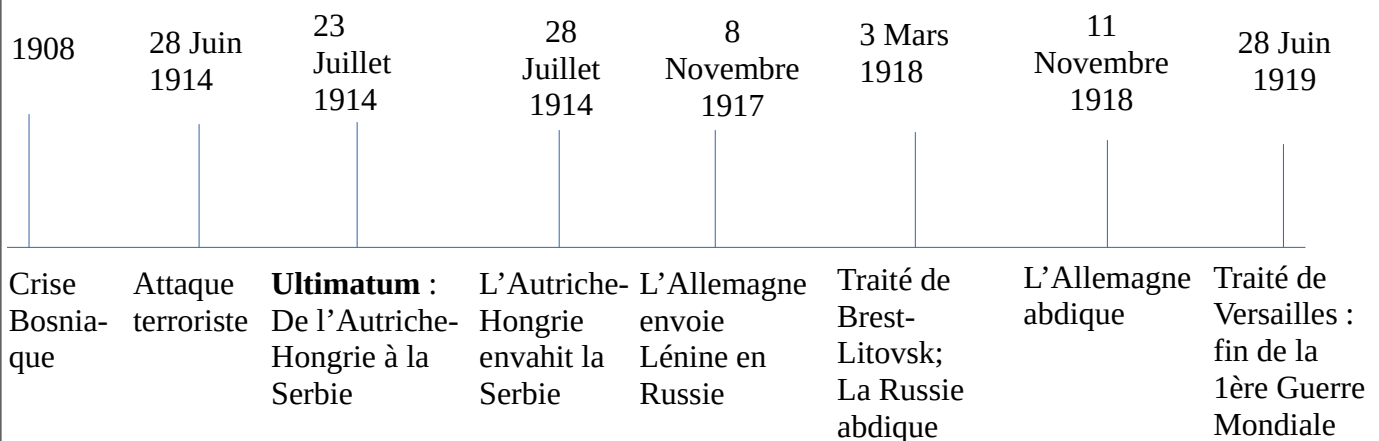 1908
28 Juin
1914
23
Juillet
1914
28
Juillet
1914
8
Novembre
1917
3 Mars
1918
11
Novembre
1918
28 Juin
1919
Crise
Bosnia-
que
Attaque
terroriste
Ultimatum :
De l’Autriche-
Hongrie à la
Serbie
L’Autriche-
Hongrie
envahit la
Serbie
L’Allemagne
envoie
Lénine en
Russie
Traité de
Brest-
Litovsk;
La Russie
abdique
L’Allemagne
abdique
Traité de
Versailles :
fin de la
1ère Guerre
Mondiale